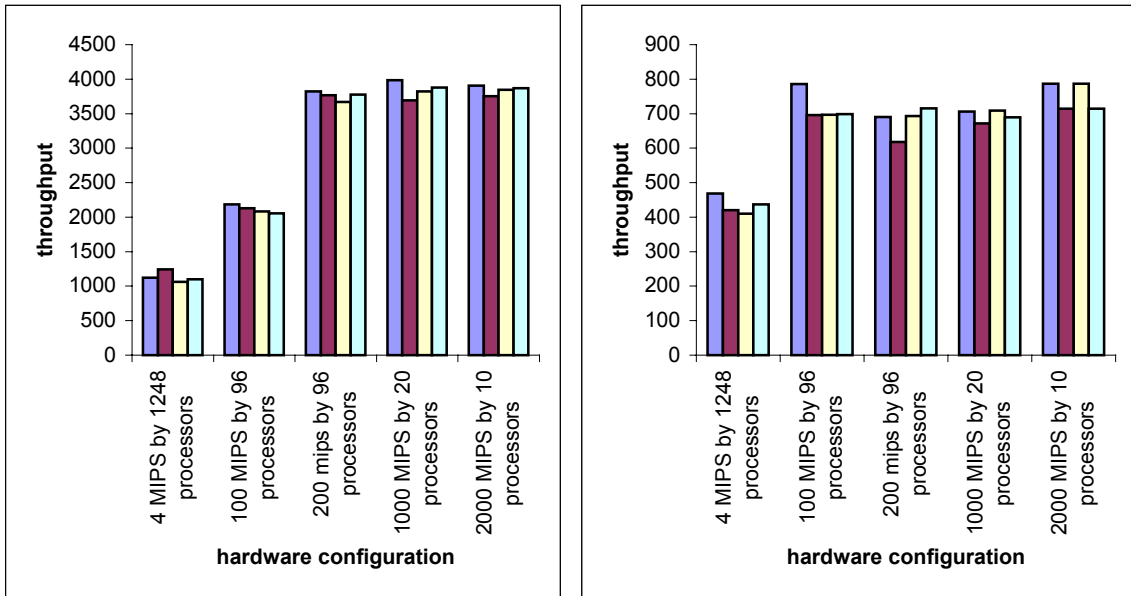 4500
4000
3500
3000
2500
2000
1500
1000
500
0
throughput
4 MIPS by 1248
processors
100 MIPS by 96
processors
200 mips by 96
processors
1000 MIPS by 20
processors
2000 MIPS by 10
processors
hardware configuration
900
800
700
600
500
400
300
200
100
0
throughput
4 MIPS by 1248
processors
100 MIPS by 96
processors
200 mips by 96
processors
1000 MIPS by 20
processors
2000 MIPS by 10
processors
hardware configuration